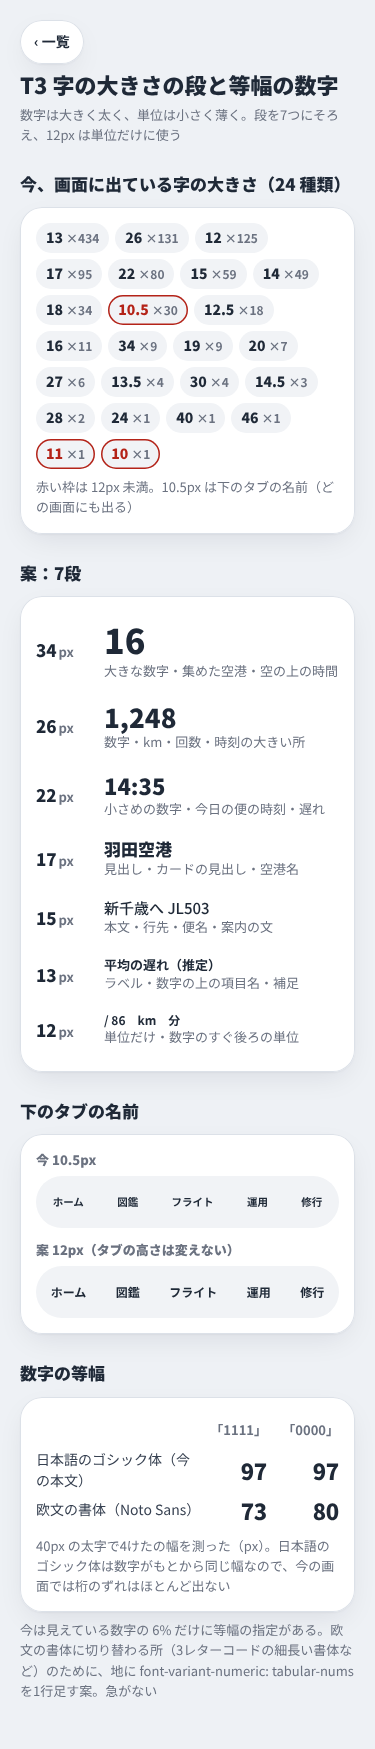 ‹ 一覧
T3 字の大きさの段と等幅の数字
数字は大きく太く、単位は小さく薄く。段を7つにそろ
え、12px は単位だけに使う
今、画面に出ている字の大きさ（24 種類）
13 ×434 26 ×131 12 ×125
17 ×95 22 ×80 15 ×59 14 ×49
18 ×34 10.5 ×30 12.5 ×18
16 ×11 34 ×9 19 ×9 20 ×7
27 ×6 13.5 ×4 30 ×4 14.5 ×3
28 ×2 24 ×1 40 ×1 46 ×1
11 ×1 10 ×1
赤い枠は 12px 未満。10.5px は下のタブの名前（ど
の画面にも出る）
案：7段
34 px 16
大きな数字・集めた空港・空の上の時間
26 px 1,248
数字・km・回数・時刻の大きい所
22 px 14:35
小さめの数字・今日の便の時刻・遅れ
17 px 羽田空港
見出し・カードの見出し・空港名
15 px 新千歳へ JL503
本文・行先・便名・案内の文
13 px 平均の遅れ（推定）
ラベル・数字の上の項目名・補足
12 px / 86 km 分
単位だけ・数字のすぐ後ろの単位
下のタブの名前
今 10.5px
ホーム 図鑑 フライト 運用 修行
案 12px（タブの高さは変えない）
ホーム 図鑑 フライト 運用 修行
数字の等幅
「1111」 「0000」
日本語のゴシック体（今
の本文） 97 97
欧文の書体（Noto Sans） 73 80
40px の太字で4けたの幅を測った（px）。日本語の
ゴシック体は数字がもとから同じ幅なので、今の画
面では桁のずれはほとんど出ない
今は見えている数字の 6% だけに等幅の指定がある。欧
文の書体に切り替わる所（3レターコードの細長い書体な
ど）のために、地に font-variant-numeric: tabular-nums
を1行足す案。急がない